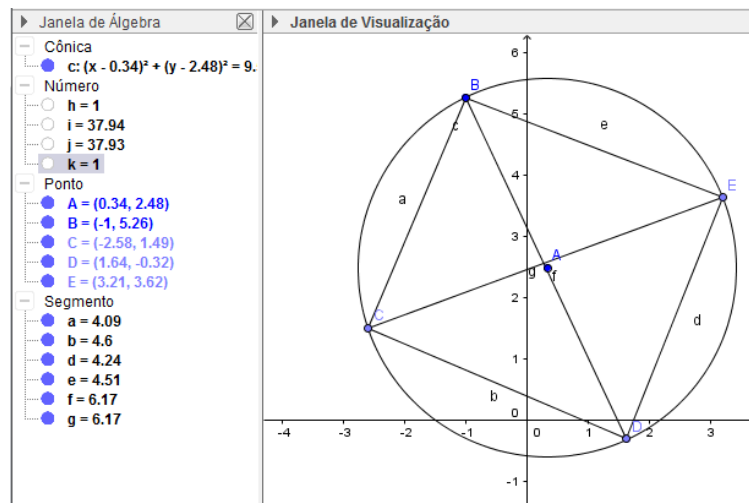 Janela de Álgebra
Cônica
c: (x - 0.34)² + (y - 2.48)² = 9.
Número
h = 1
i = 37.94
j = 37.93
k = 1
Ponto
A = (0.34, 2.48)
B = (-1, 5.26)
C = (-2.58, 1.49)
D = (1.64, -0.32)
E = (3.21, 3.62)
Segmento
a = 4.09
b = 4.6
d = 4.24
e = 4.51
f = 6.17
g = 6.17
Janela de Visualização
6
B
5
c
e
4
a
E
3
A
g
f
2
C
d
1
b
0
D
-4
-3
-2
-1
0
1
2
3
-1